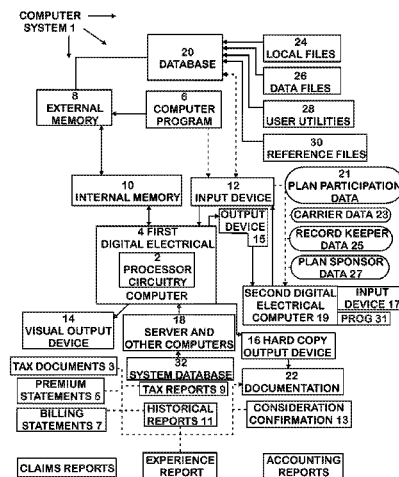 COMPUTER
SYSTEM 1
20
DATABASE
24
LOCAL FILES
26
DATA FILES
28
USER UTILITIES
30
REFERENCE FILES
8
EXTERNAL
MEMORY
6
COMPUTER
PROGRAM
10
INTERNAL MEMORY
12
INPUT DEVICE
21
PLAN PARTICIPATION
DATA
CARRIER DATA 23
RECORD KEEPER
DATA 25
PLAN SPONSOR
DATA 27
4 FIRST
DIGITAL ELECTRICAL
2
PROCESSOR
CIRCUITRY
COMPUTER
OUTPUT
DEVICE
15
SECOND DIGITAL
ELECTRICAL
COMPUTER 19
INPUT
DEVICE 17
PROG 31
14
VISUAL OUTPUT
DEVICE
18
SERVER AND
OTHER COMPUTERS
16 HARD COPY
OUTPUT DEVICE
32
SYSTEM DATABASE
22
DOCUMENTATION
TAX DOCUMENTS 3
PREMIUM
STATEMENTS 5
TAX REPORTS 9
BILLING
STATEMENTS 7
HISTORICAL
REPORTS 11
CONSIDERATION
CONFIRMATION 13
CLAIMS REPORTS
EXPERIENCE
REPORT
ACCOUNTING
REPORTS